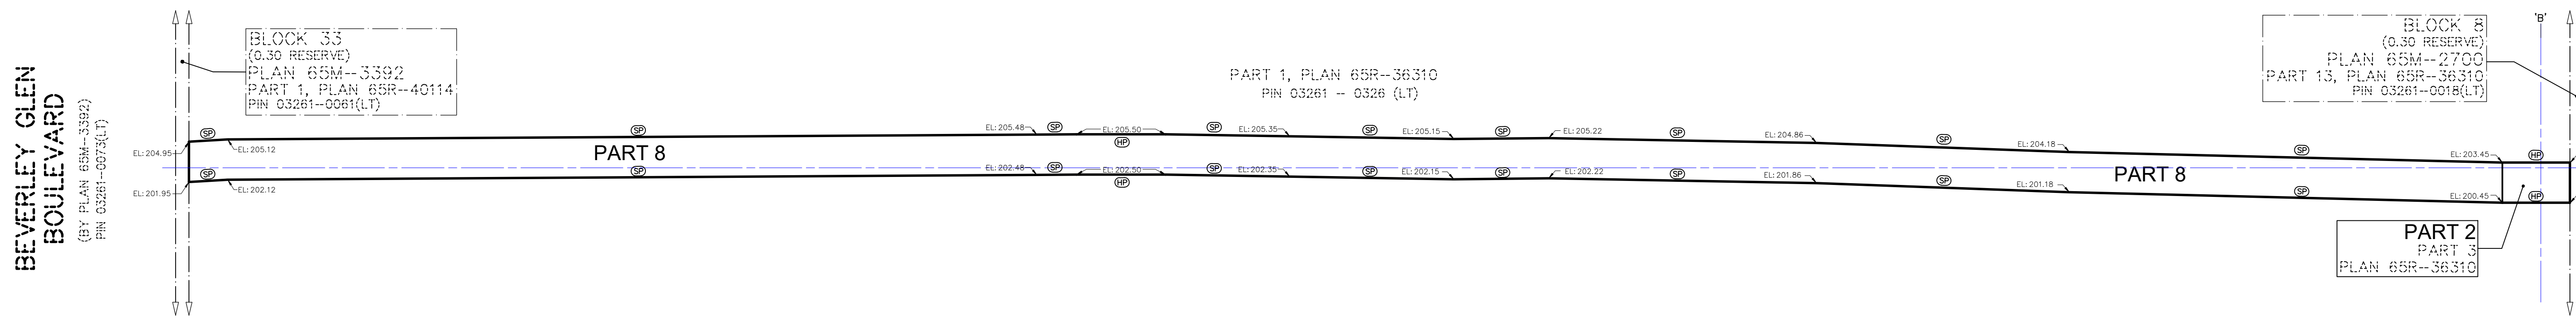 BEVERLEY GLEN
BOULEVARD
(BY PLAN 65M--3392)
PIN 03261--0073(LT)
BLOCK 33
(0.30 RESERVE)
PLAN 65M--3392
PART 1, PLAN 65R--40114
PIN 03261--0061(LT)
PART 1, PLAN 65R--36310
PIN 03261 -- 0326 (LT)
BLOCK 8
(0.30 RESERVE)
PLAN 65M--2700
PART 13, PLAN 65R--36310
PIN 03261--0018(LT)
'B'
EL: 204.95
SP
EL: 205.12
SP
EL: 205.48
SP
EL: 205.50
HP
SP
EL: 205.35
SP
EL: 205.15
SP
EL: 205.22
SP
EL: 204.86
SP
EL: 204.18
SP
EL: 203.45
HP
PART 8
PART 8
EL: 201.95
SP
EL: 202.12
SP
EL: 202.48
SP
EL: 202.50
HP
SP
EL: 202.35
SP
EL: 202.15
SP
EL: 202.22
SP
EL: 201.86
SP
EL: 201.18
SP
EL: 200.45
HP
PART 2
PART 3
PLAN 65R--36310